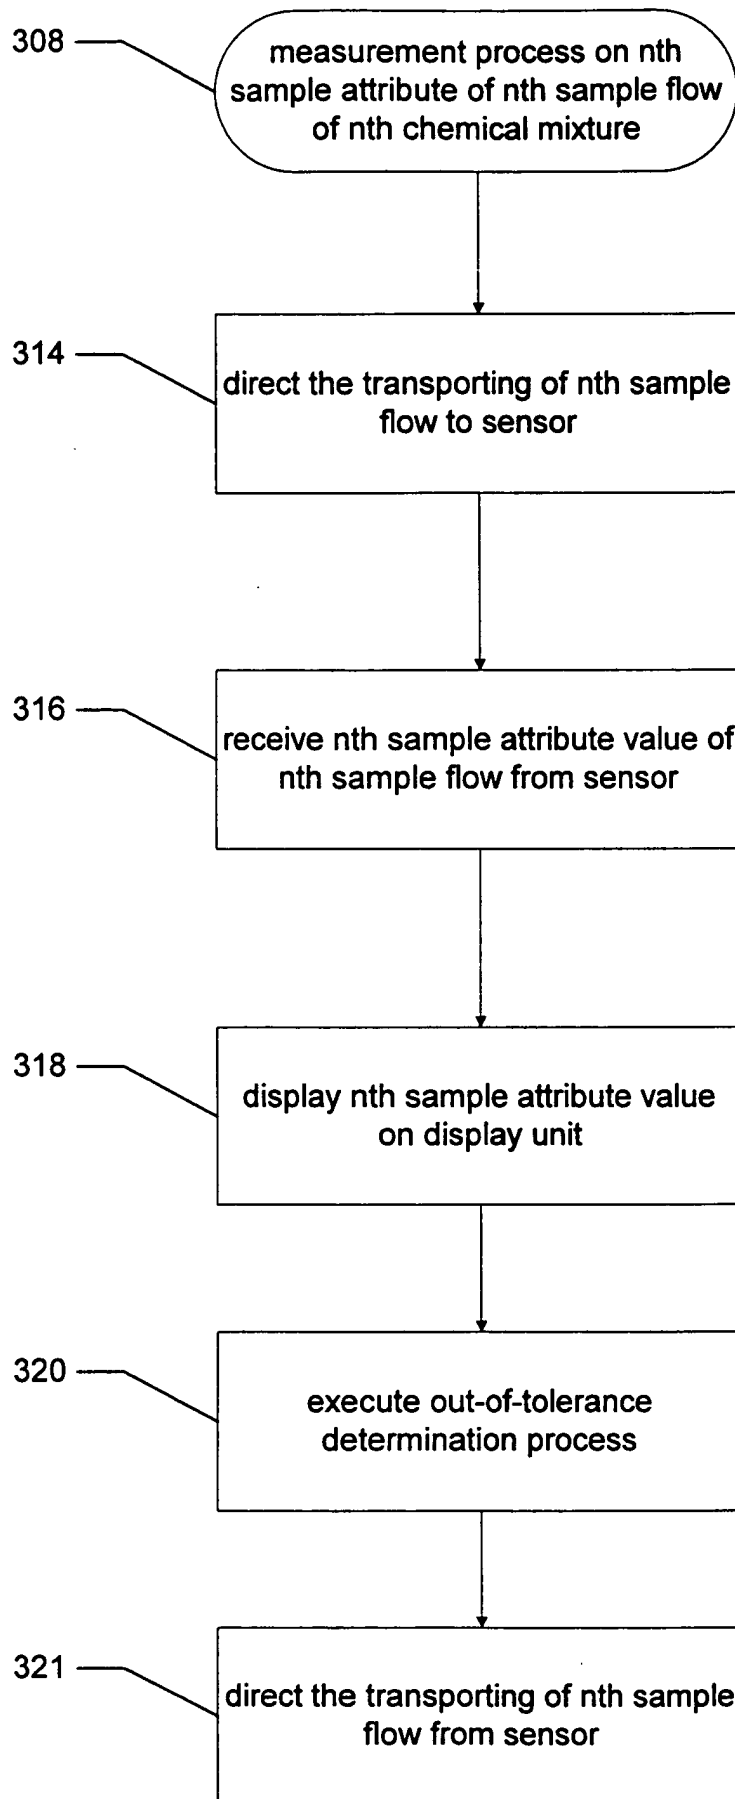 308
measurement process on nth
sample attribute of nth sample flow
of nth chemical mixture
314
direct the transporting of nth sample
flow to sensor
316
receive nth sample attribute value of
nth sample flow from sensor
318
display nth sample attribute value
on display unit
320
execute out-of-tolerance
determination process
321
direct the transporting of nth sample
flow from sensor